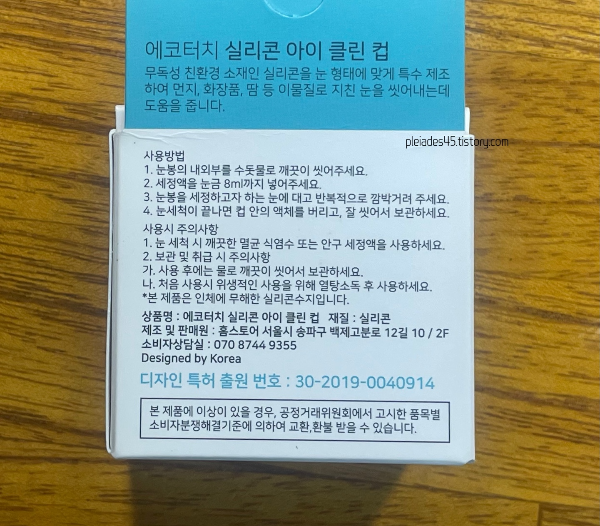 에코터치 실리콘 아이 클린 컵
무독성 친환경 소재인 실리콘을 눈 형태에 맞게 특수 제조
하여 먼지, 화장품, 땀 등 이물질로 지친 눈을 씻어내는데
도움을 줍니다.
pleiades45.tistory.com
사용방법
1. 눈봉의 내외부를 수돗물로 깨끗이 씻어주세요.
2. 세정액을 눈금 8ml까지 넣어주세요.
3. 눈봉을 세정하고자 하는 눈에 대고 반복적으로 깜박거려 주세요.
4. 눈세척이 끝나면 컵 안의 액체를 버리고, 잘 씻어서 보관하세요.
사용시 주의사항
1. 눈 세척 시 깨끗한 멸균 식염수 또는 안구 세정액을 사용하세요.
2. 보관 및 취급 시 주의사항
가. 사용 후에는 물로 깨끗이 씻어서 보관하세요.
나. 처음 사용시 위생적인 사용을 위해 열탕소독 후 사용하세요.
*본 제품은 인체에 무해한 실리콘수지입니다.
상품명 : 에코터치 실리콘 아이 클린 컵 재질 : 실리콘
제조 및 판매원 : 홈스토어 서울시 송파구 백제고분로 12길 10 / 2F
소비자상담실 : 070 8744 9355
Designed by Korea
디자인 특허 출원 번호 : 30-2019-0040914
본 제품에 이상이 있을 경우, 공정거래위원회에서 고시한 품목별
소비자분쟁해결기준에 의하여 교환,환불 받을 수 있습니다.